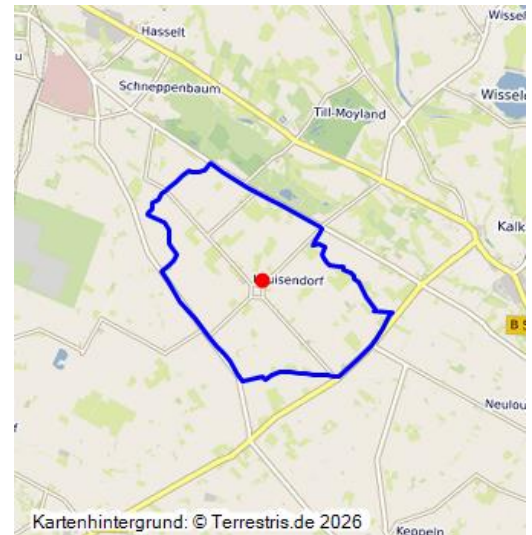 Hasselt
Wissel
u
Schneppenbaum
Wissel
Till-Moyland
Kalk
Louisendorf
B 5
Neulou
f
Keppeln
Kartenhintergrund: © Terrestris.de 2026